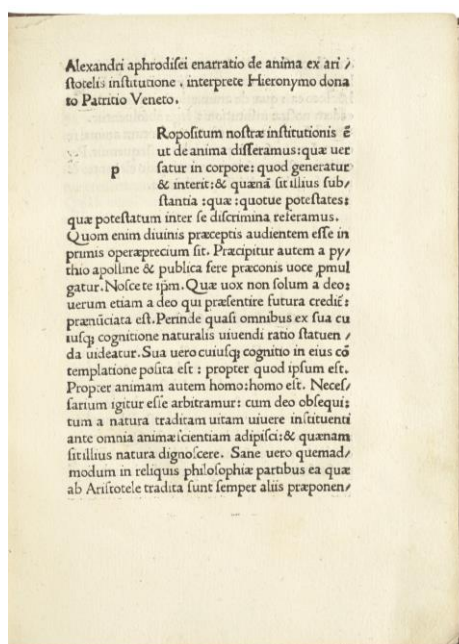 Alexandri aphrodisei enarratio de anima ex ari /
ſtotelis inſtitutione . interprete Hieronymo dona
to Patritio Veneto.
Ropoſitum noſtræ inſtitutionis ē
ut de anima diſſeramus:quæ uer
p
ſatur in corpore: quod generatur
& interit:& quænā ſit illius ſub/
ſtantia :quæ :quotue poteſtates:
quæ poteſtatum inter ſe diſcrimina referamus.
Quom enim diuinis præceptis audientem eſſe in
primis operæprecium ſit. Præcipitur autem a py/
thio apolline & publica fere præconis uoce ꝓmul
gatur. Noſce te ip̄m. Quæ uox non ſolum a deo:
uerum etiam a deo qui præſentire futura credit̄:
prænūciata eſt. Perinde quaſi omnibus ex ſua cu
iuſq; cognitione naturalis uiuendi ratio ſtatuen /
da uideatur. Sua uero cuiuſq; cognitio in eius cō
templatione poſita eſt : propter quod ipſum eſt.
Propter animam autem homo:homo eſt. Neceſ/
ſarium igitur eſſe arbitramur: cum deo obſequi:
tum a natura traditam uitam uiuere inſtituenti
ante omnia animæ ſcientiam adipiſci:& quænam
ſit illius natura dignoſcere. Sane uero quemad/
modum in reliquis philoſophiæ partibus ea quæ
ab Ariſtotele tradita ſunt ſemper aliis præponen/